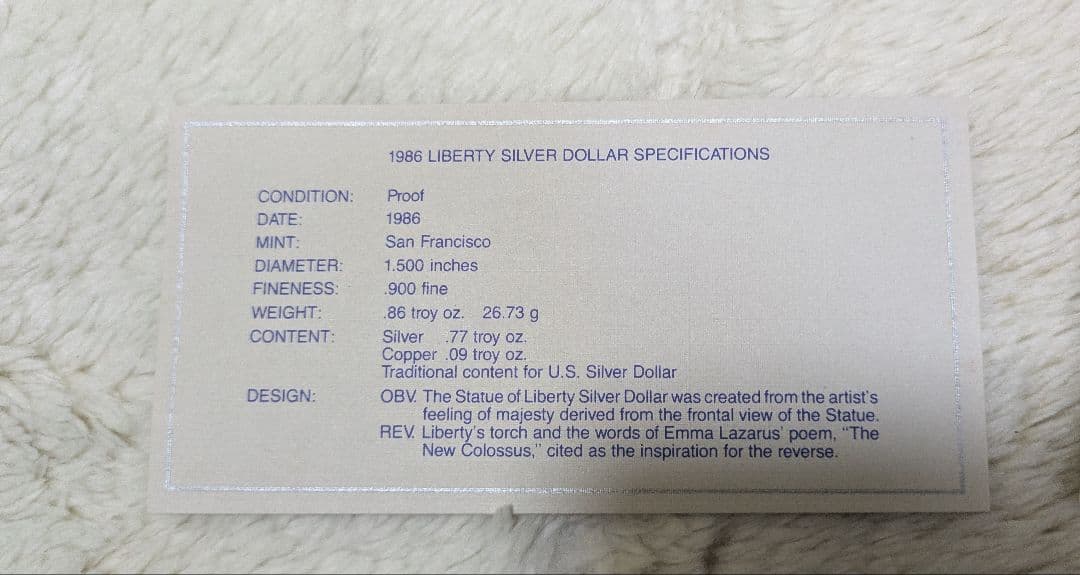 1986 LIBERTY SILVER DOLLAR SPECIFICATIONS
CONDITION: Proof
DATE: 1986
MINT: San Francisco
DIAMETER: 1.500 inches
FINENESS: .900 fine
WEIGHT: .86 troy oz. 26.73 g
CONTENT: Silver .77 troy oz.
Copper .09 troy oz.
Traditional content for U.S. Silver Dollar
DESIGN: OBV. The Statue of Liberty Silver Dollar was created from the artist's
feeling of majesty derived from the frontal view of the Statue.
REV. Liberty's torch and the words of Emma Lazarus' poem, "The
New Colossus," cited as the inspiration for the reverse.